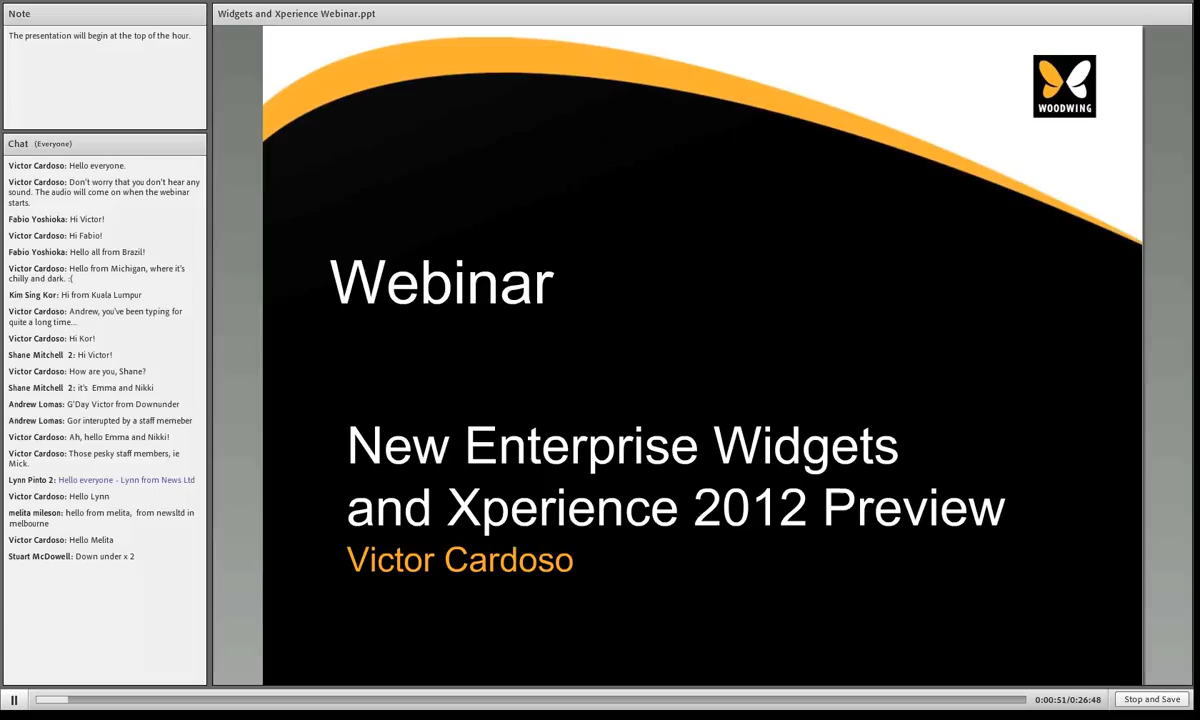 Note
The presentation will begin at the top of the hour.
Chat (Everyone)
Victor Cardoso: Hello everyone.
Victor Cardoso: Don't worry that you don't hear any
sound. The audio will come on when the webinar
starts.
Fabio Yoshioka: Hi Victor!
Victor Cardoso: Hi Fabio!
Fabio Yoshioka: Hello all from Brazil!
Victor Cardoso: Hello from Michigan, where it's
chilly and dark. :(
Kim Sing Kor: Hi from Kuala Lumpur
Victor Cardoso: Andrew, you've been typing for
quite a long time...
Victor Cardoso: Hi Kor!
Shane Mitchell 2: Hi Victor!
Victor Cardoso: How are you, Shane?
Shane Mitchell 2: it's Emma and Nikki
Andrew Lomas: G'Day Victor from Downunder
Andrew Lomas: Gor interupted by a staff memeber
Victor Cardoso: Ah, hello Emma and Nikki!
Victor Cardoso: Those pesky staff members, ie
Mick.
Lynn Pinto 2: Hello everyone - Lynn from News Ltd
Victor Cardoso: Hello Lynn
melita mileson: hello from melita, from newsltd in
melbourne
Victor Cardoso: Hello Melita
Stuart McDowell: Down under x 2
Widgets and Xperience Webinar.ppt
WOODWING
Webinar
New Enterprise Widgets
and Xperience 2012 Preview
Victor Cardoso
0:00:51/0:26:48
Stop and Save